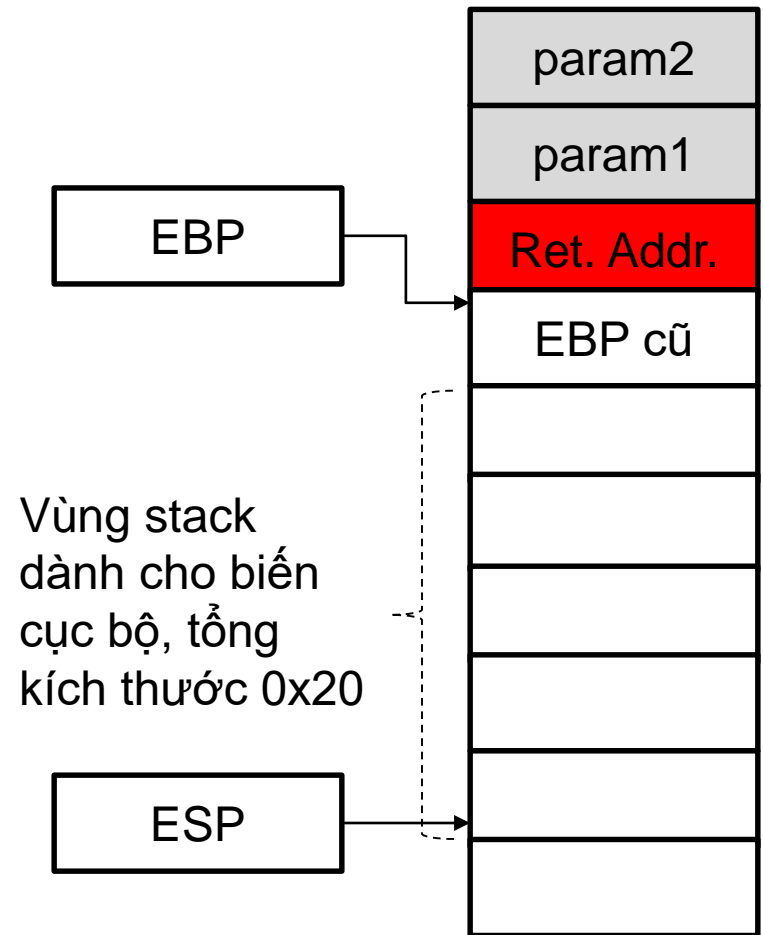 param2
param1
EBP
Ret. Addr.
EBP cũ
Vùng stack
dành cho biến
cục bộ, tổng
kích thước 0x20
ESP